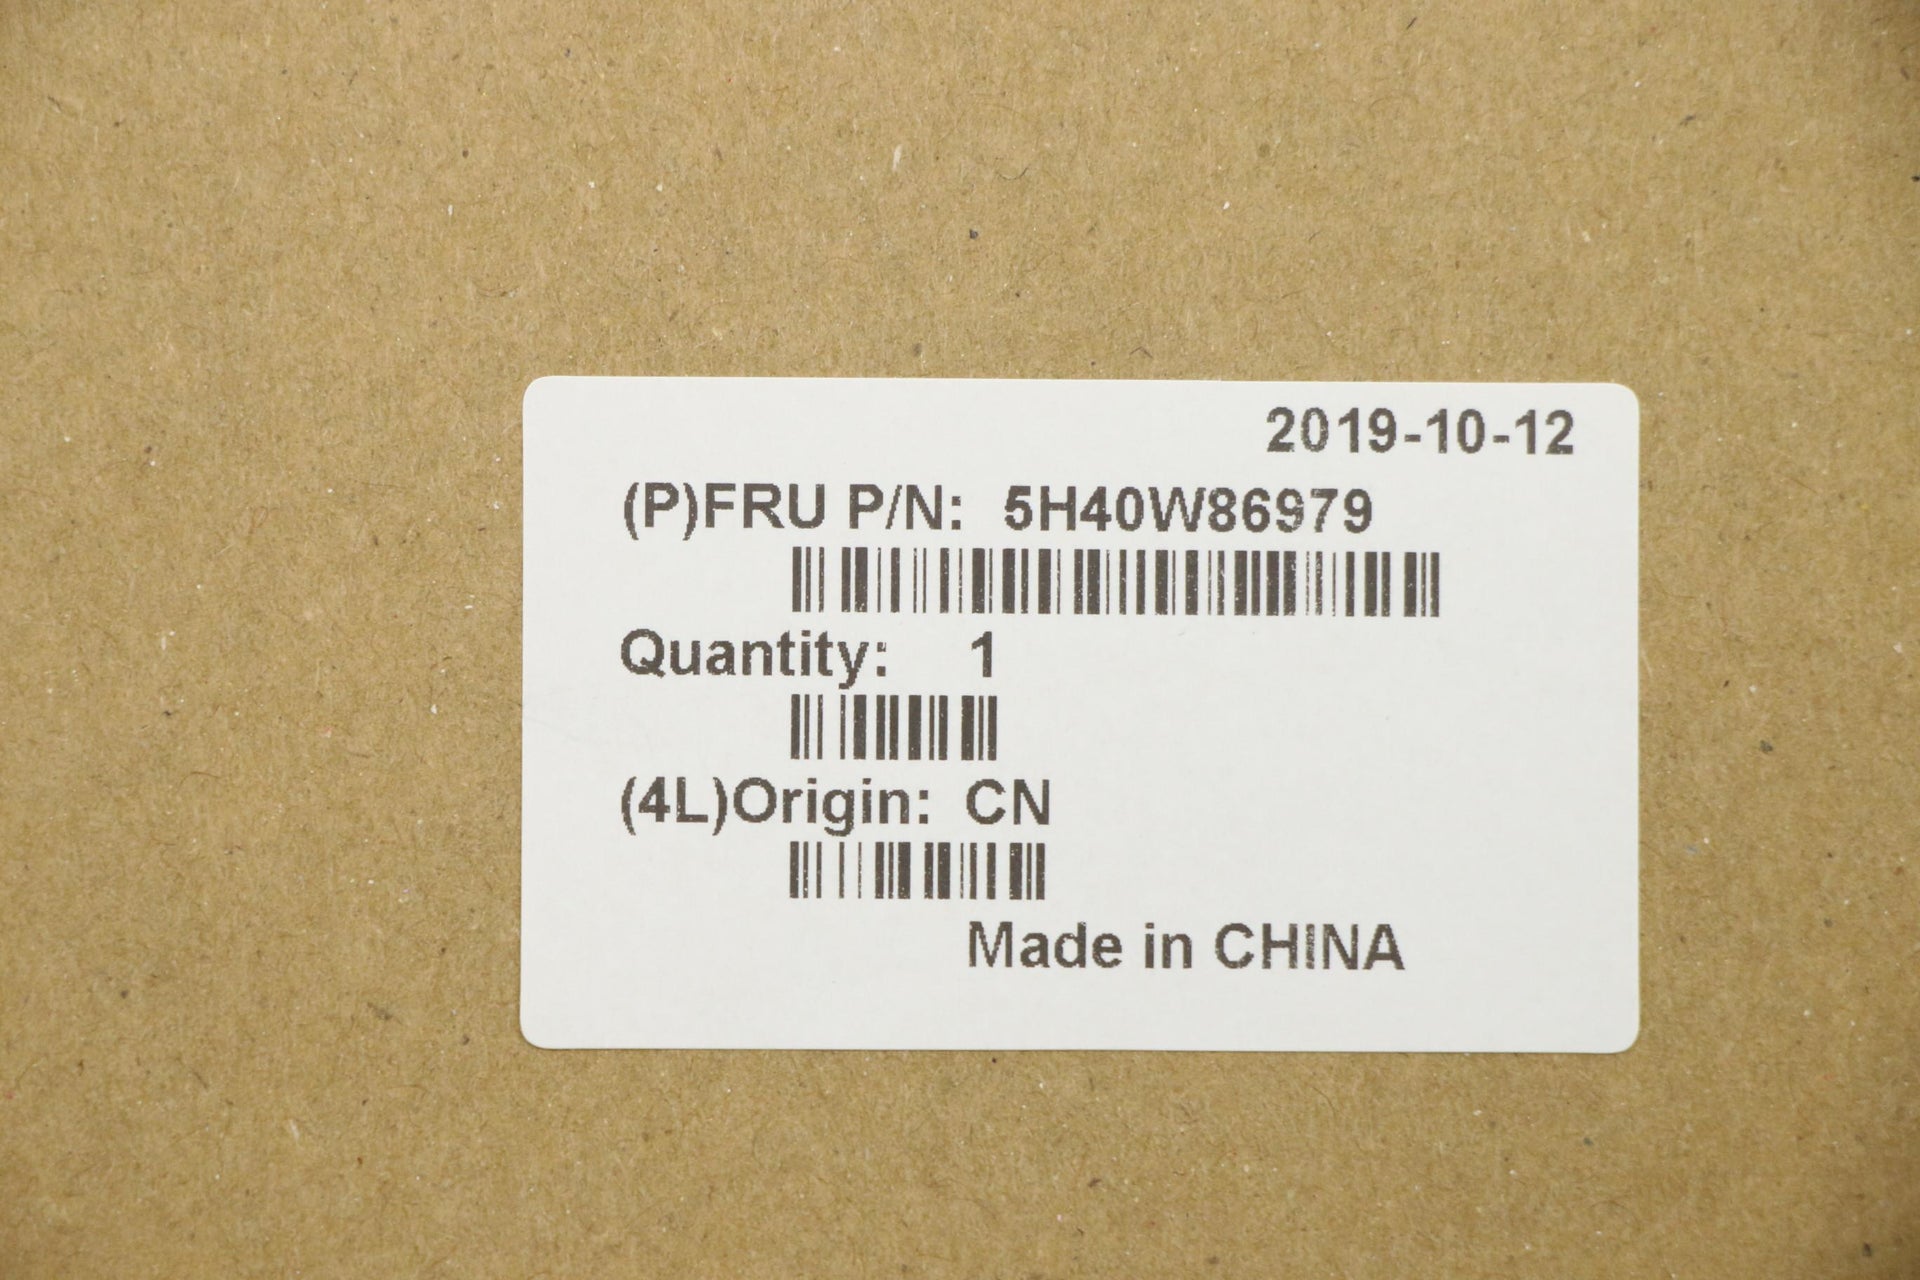 2019-10-12
(P)FRU P/N: 5H40W86979
Quantity: 1
(4L)Origin: CN
Made in CHINA